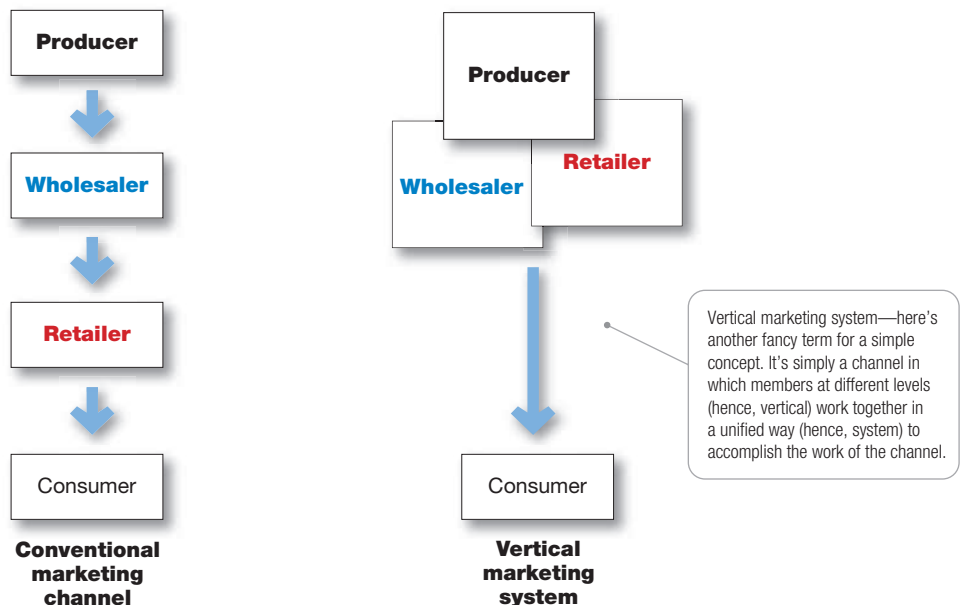 Producer
Wholesaler
Retailer
Consumer
Conventional
marketing
channel
Producer
Retailer
Wholesaler
Consumer
Vertical
marketing
system
Vertical marketing system—here's
another fancy term for a simple
concept. It's simply a channel in
which members at different levels
(hence, vertical) work together in
a unified way (hence, system) to
accomplish the work of the channel.